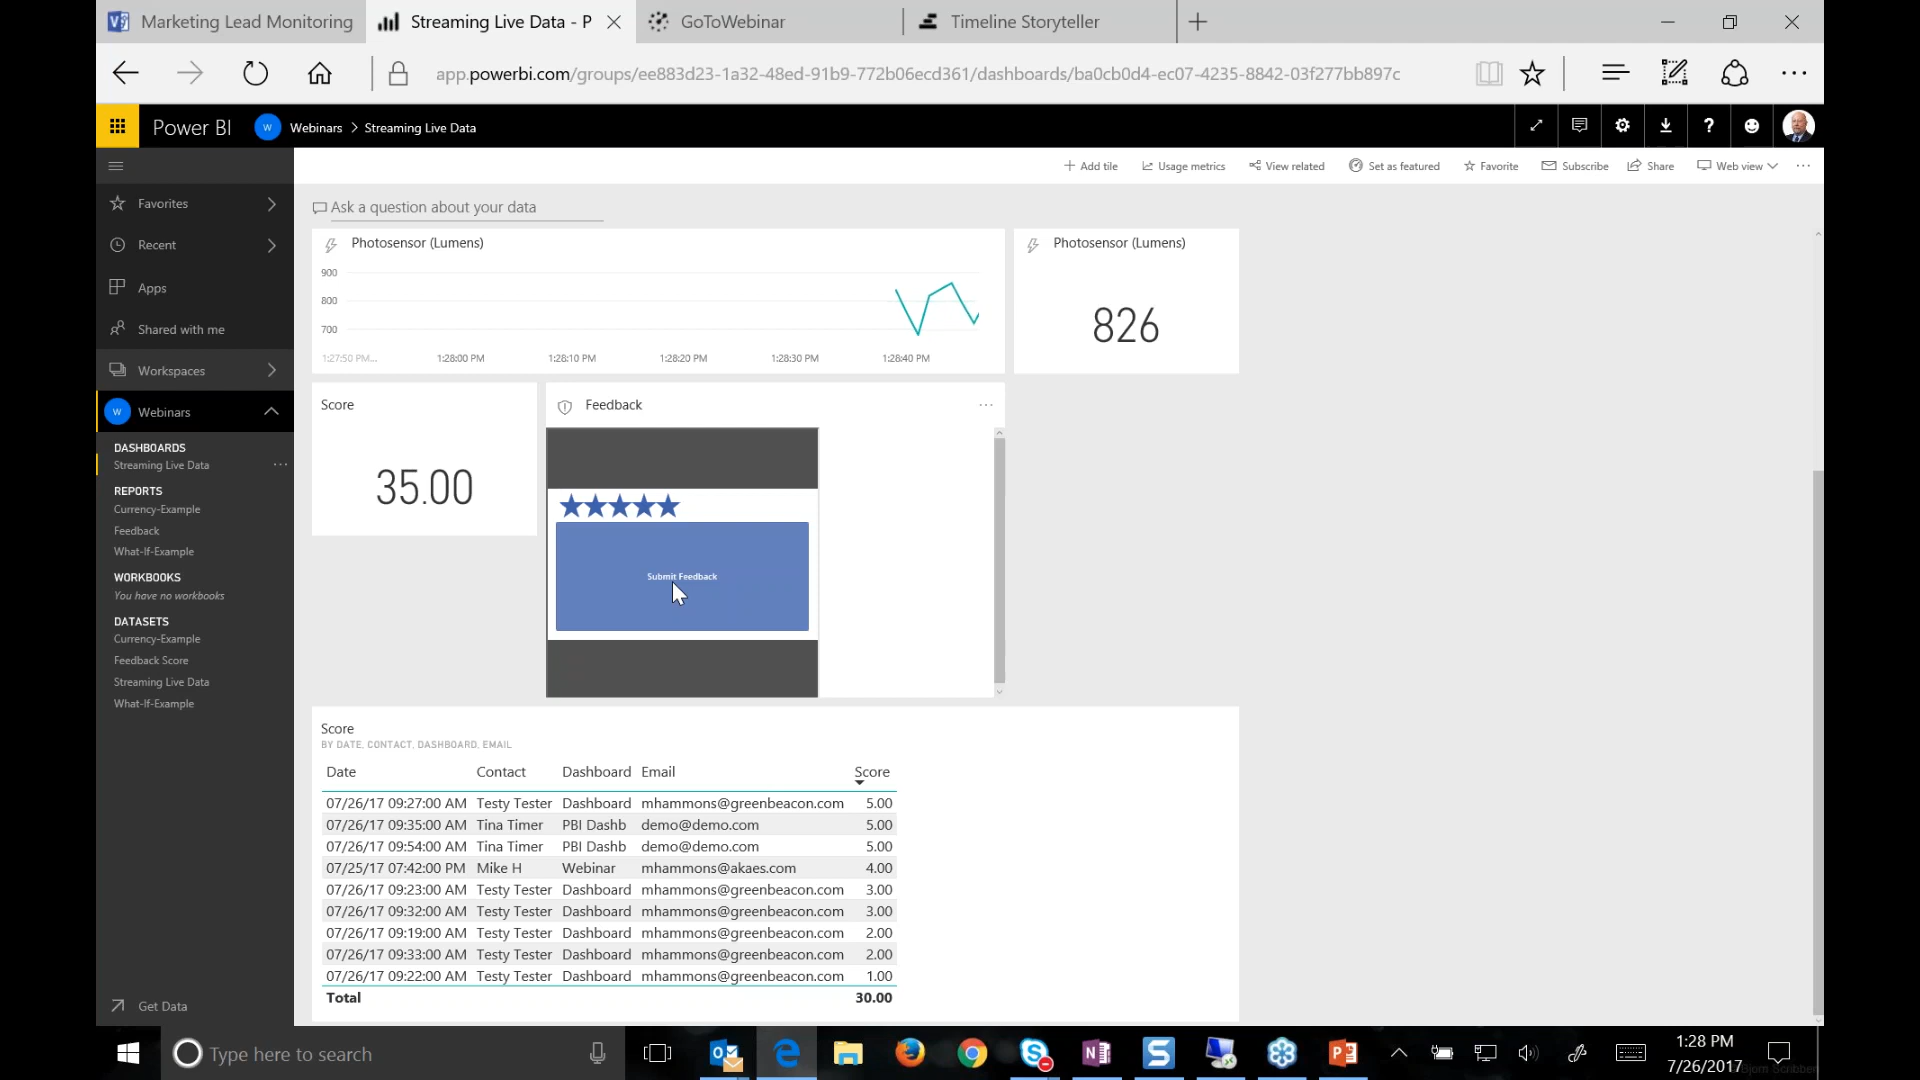 Marketing Lead Monitoring
Streaming Live Data - P
GoToWebinar
Timeline Storyteller
app.powerbi.com/groups/ee883d23-1a32-48ed-91b9-772b06ecd361/dashboards/ba0cb0d4-ec07-4235-8842-03f277bb897c
Power BI
W
Webinars > Streaming Live Data
Add tile
Usage metrics
View related
Set as featured
Favorite
Subscribe
Share
Web view
Favorites
Recent
Apps
Shared with me
Workspaces
W
Webinars
DASHBOARDS
Streaming Live Data
REPORTS
Currency-Example
Feedback
What-If-Example
WORKBOOKS
You have no workbooks
DATASETS
Currency-Example
Feedback Score
Streaming Live Data
What-If-Example
Get Data
Ask a question about your data
Photosensor (Lumens)
900
800
700
1:27:50 PM...
1:28:00 PM
1:28:10 PM
1:28:20 PM
1:28:30 PM
1:28:40 PM
Photosensor (Lumens)
826
Score
35.00
Feedback
Submit Feedback
Score
BY DATE, CONTACT, DASHBOARD, EMAIL
Date Contact Dashboard Email Score
07/26/17 09:27:00 AM Testy Tester Dashboard mhammons@greenbeacon.com 5.00
07/26/17 09:35:00 AM Tina Timer PBI Dashb demo@demo.com 5.00
07/26/17 09:54:00 AM Tina Timer PBI Dashb demo@demo.com 5.00
07/25/17 07:42:00 PM Mike H Webinar mhammons@akaes.com 4.00
07/26/17 09:23:00 AM Testy Tester Dashboard mhammons@greenbeacon.com 3.00
07/26/17 09:32:00 AM Testy Tester Dashboard mhammons@greenbeacon.com 3.00
07/26/17 09:19:00 AM Testy Tester Dashboard mhammons@greenbeacon.com 2.00
07/26/17 09:33:00 AM Testy Tester Dashboard mhammons@greenbeacon.com 2.00
07/26/17 09:22:00 AM Testy Tester Dashboard mhammons@greenbeacon.com 1.00
Total 30.00
Type here to search
1:28 PM
7/26/2017